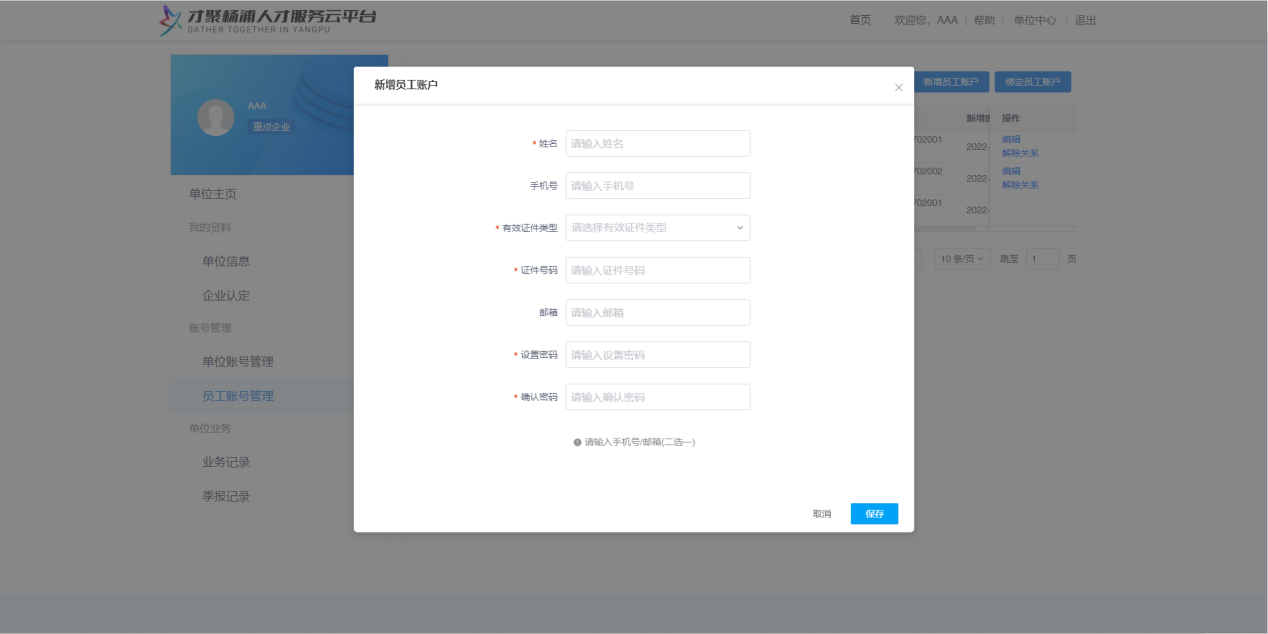 才聚杨浦人才服务云平台
GATHER TOGETHER IN YANGPU
首页 欢迎您，AAA | 帮助 | 单位中心 | 退出
AAA
重点企业
单位主页
我的资料
单位信息
企业认定
账号管理
单位账号管理
员工账号管理
单位业务
业务记录
季报记录
新增员工账户 绑定员工账户
操作
702001 2022- 编辑
解除关系
702002 2022- 编辑
解除关系
702001 2022-
10 条/页 跳至 1 页
新增员工账户
* 姓名 请输入姓名
手机号 请输入手机号
* 有效证件类型 请选择有效证件类型
* 证件号码 请输入证件号码
邮箱 请输入邮箱
* 设置密码 请输入设置密码
* 确认密码 请输入确认密码
请输入手机号/邮箱(二选一)
取消 保存